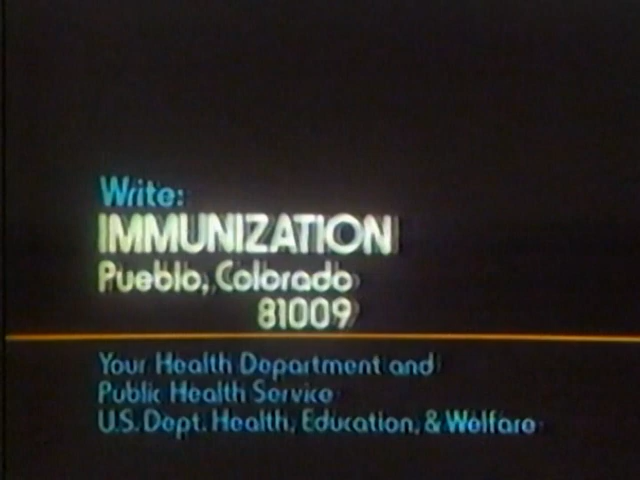 Write:
IMMUNIZATION
Pueblo, Colorado
81009
Your Health Department and
Public Health Service
U.S. Dept. Health, Education, & Welfare